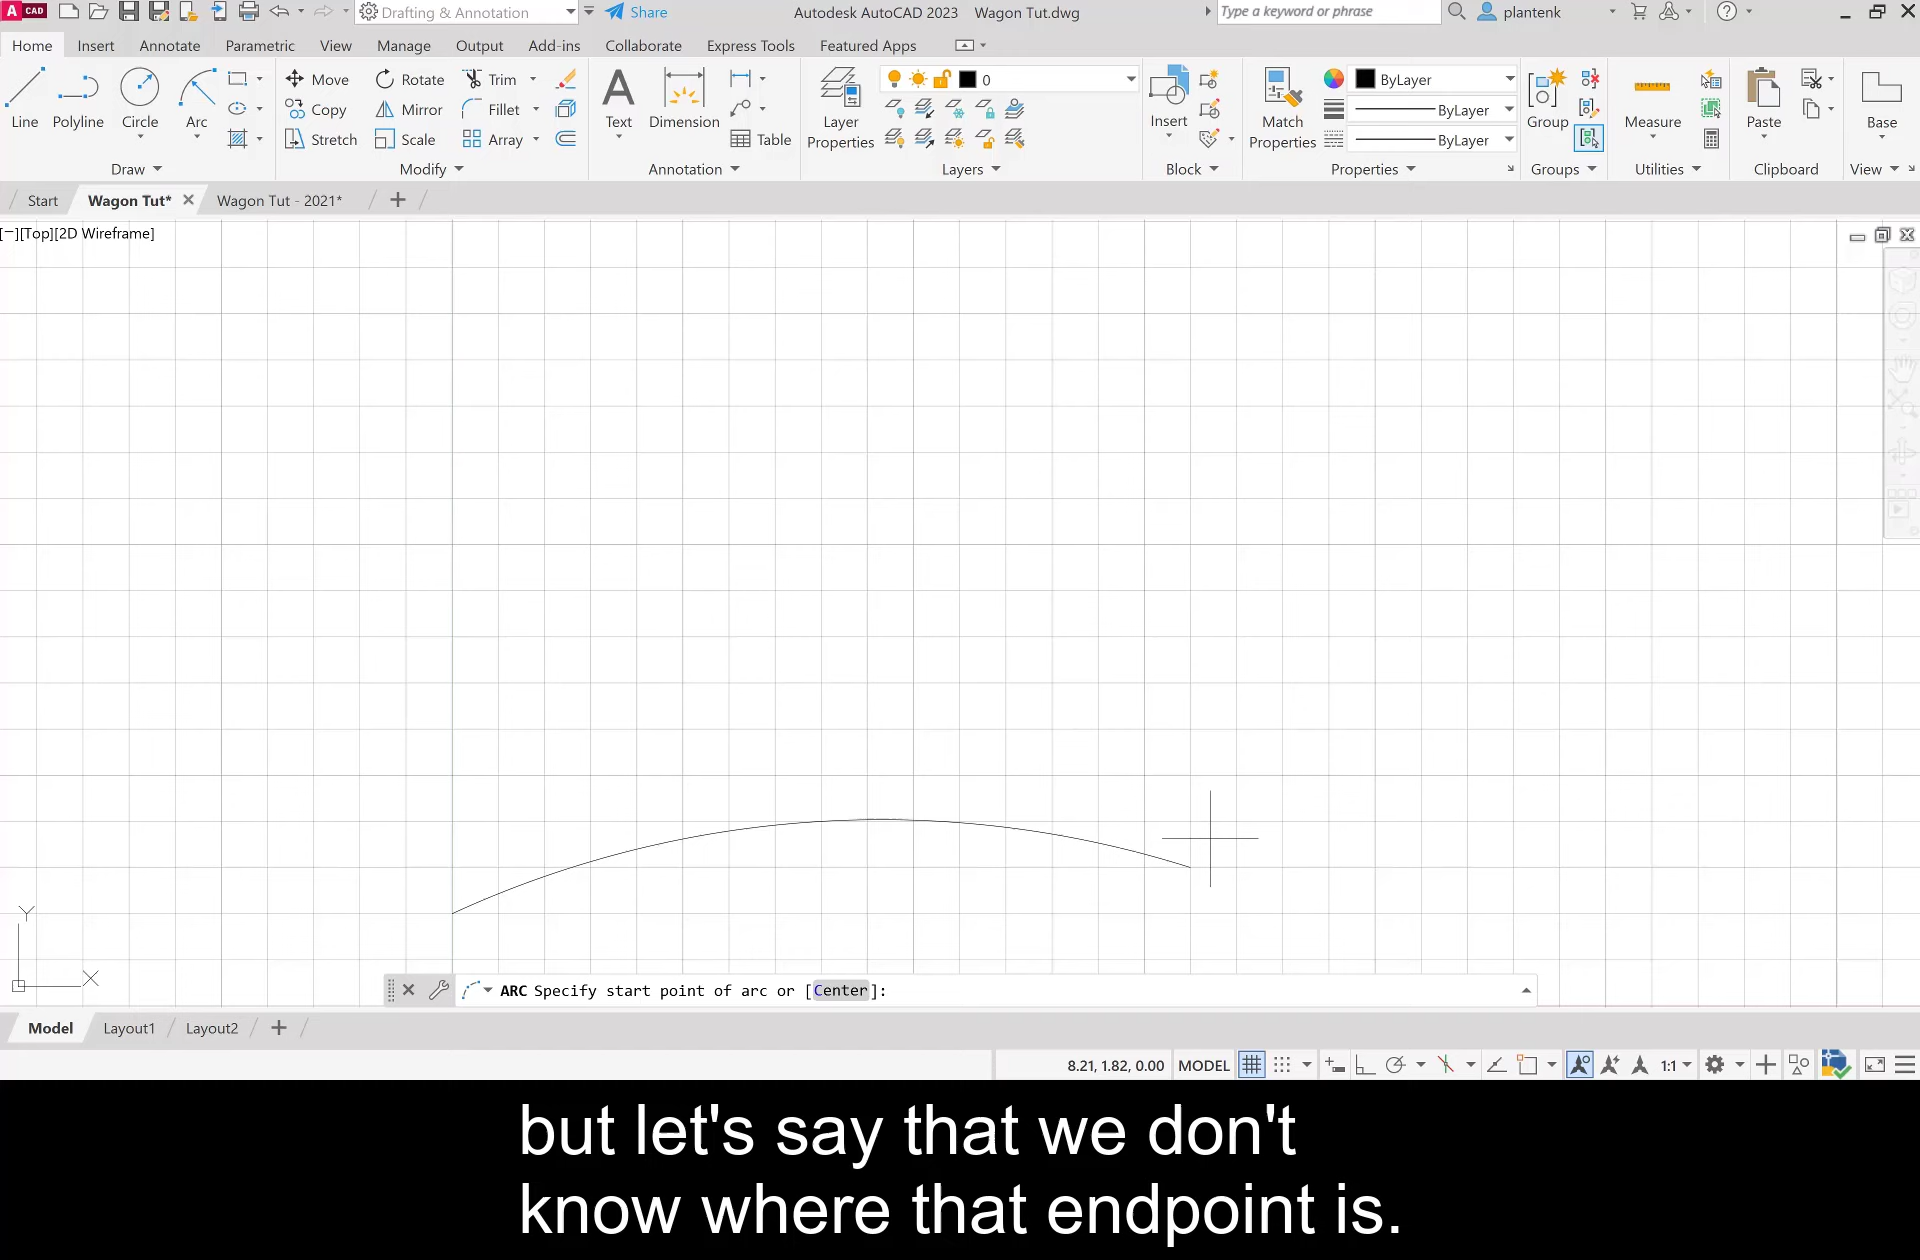 A CAD Drafting & Annotation Share Autodesk AutoCAD 2023 Wagon Tut.dwg Type a keyword or phrase plantenk
Home Insert Annotate Parametric View Manage Output Add-ins Collaborate Express Tools Featured Apps
Line Polyline Circle Arc Move Rotate Trim Text Dimension Layer Properties 0 Insert Match Properties ByLayer Group Measure Paste Base
Copy Mirror Fillet ByLayer
Stretch Scale Array Table ByLayer
Draw Modify Annotation Layers Block Properties Groups Utilities Clipboard View
Start Wagon Tut* Wagon Tut - 2021*
[−][Top][2D Wireframe]
Y
X
ARC Specify start point of arc or [Center]:
Model Layout1 Layout2
8.21, 1.82, 0.00 MODEL 1:1
but let's say that we don't
know where that endpoint is.